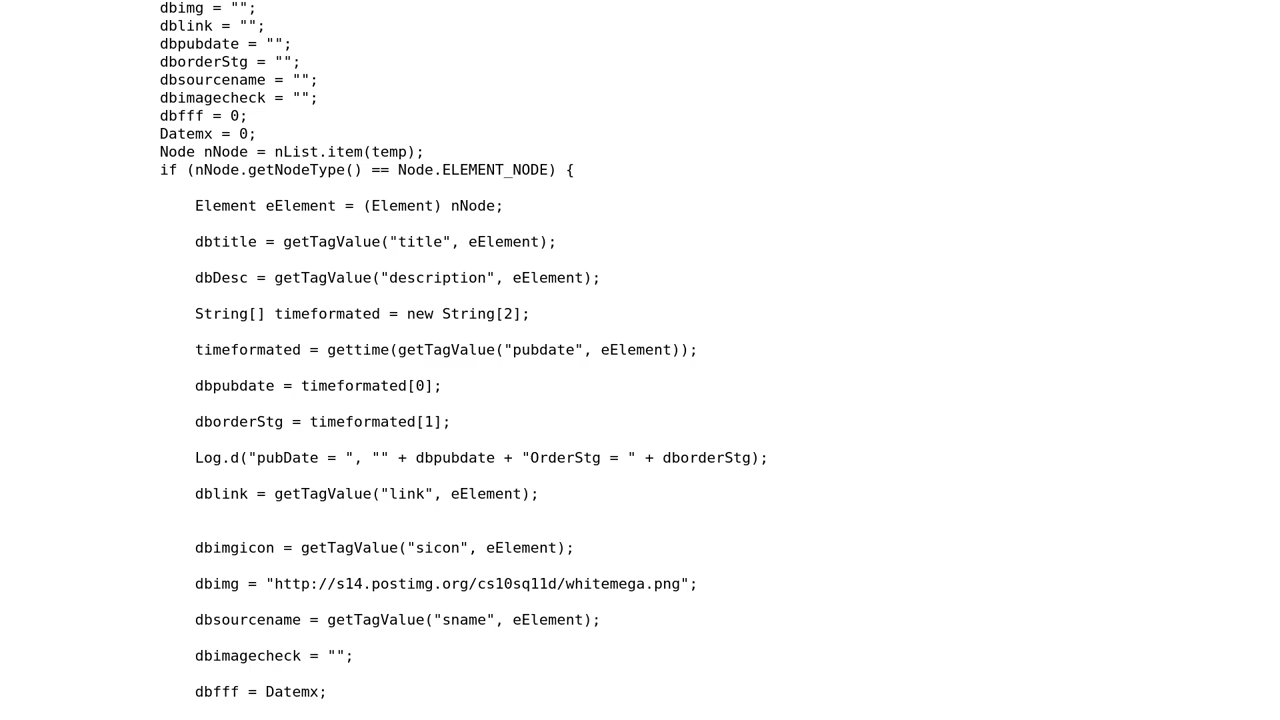 dbimg = "";
dblink = "";
dbpubdate = "";
dborderStg = "";
dbsourcename = "";
dbimagecheck = "";
dbfff = 0;
Datemx = 0;
Node nNode = nList.item(temp);
if (nNode.getNodeType() == Node.ELEMENT_NODE) {
Element eElement = (Element) nNode;
dbtitle = getTagValue("title", eElement);
dbDesc = getTagValue("description", eElement);
String[] timeformated = new String[2];
timeformated = gettime(getTagValue("pubdate", eElement));
dbpubdate = timeformated[0];
dborderStg = timeformated[1];
Log.d("pubDate = ", "" + dbpubdate + "OrderStg = " + dborderStg);
dblink = getTagValue("link", eElement);
dbimgicon = getTagValue("sicon", eElement);
dbimg = "http://s14.postimg.org/cs10sq11d/whitemega.png";
dbsourcename = getTagValue("sname", eElement);
dbimagecheck = "";
dbfff = Datemx;